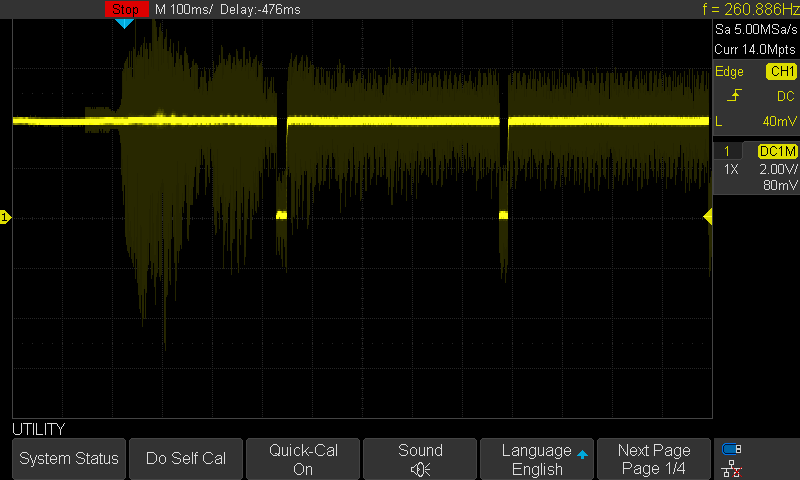 Stop M 100ms/ Delay:-476ms f = 260.886Hz
Sa 5.00MSa/s
Curr 14.0Mpts
Edge CH1
DC
L 40mV
1 DC1M
1X 2.00V/
80mV
1
UTILITY
System Status
Do Self Cal
Quick-Cal
On
Sound
Language
English
Next Page
Page 1/4